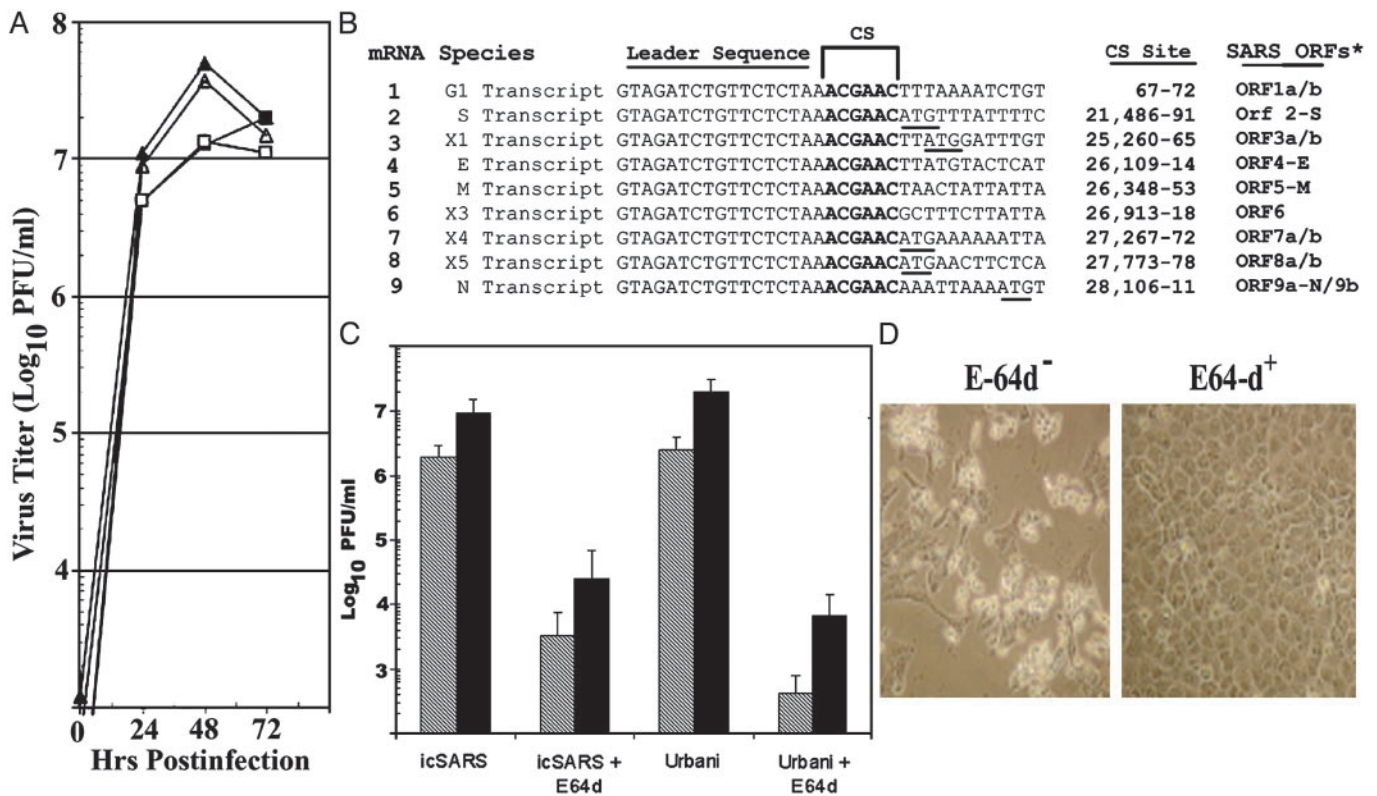 A
Virus Titer (Log10 PFU/ml)
8
7
6
5
4
0 24 48 72
Hrs Postinfection
B
CS
mRNA Species Leader Sequence CS Site SARS ORFs*
1 G1 Transcript GTAGATCTGTTCTCTAAACGAACTTTAAAATCTGT 67-72 ORF1a/b
2 S Transcript GTAGATCTGTTCTCTAAACGAACATGTTTATTTTC 21,486-91 Orf 2-S
3 X1 Transcript GTAGATCTGTTCTCTAAACGAACTTATGGATTTGT 25,260-65 ORF3a/b
4 E Transcript GTAGATCTGTTCTCTAAACGAACTTATGTACTCAT 26,109-14 ORF4-E
5 M Transcript GTAGATCTGTTCTCTAAACGAACTAACTATTATTA 26,348-53 ORF5-M
6 X3 Transcript GTAGATCTGTTCTCTAAACGAACGCTTTCTTATTA 26,913-18 ORF6
7 X4 Transcript GTAGATCTGTTCTCTAAACGAACATGAAAAAATTA 27,267-72 ORF7a/b
8 X5 Transcript GTAGATCTGTTCTCTAAACGAACATGAACTTCTCA 27,773-78 ORF8a/b
9 N Transcript GTAGATCTGTTCTCTAAACGAACAAATTAAAATGT 28,106-11 ORF9a-N/9b
C
Log10 PFU/ml
7
6
5
4
3
icSARS
icSARS +
E64d
Urbani
Urbani +
E64d
D
E-64d-
E64-d+